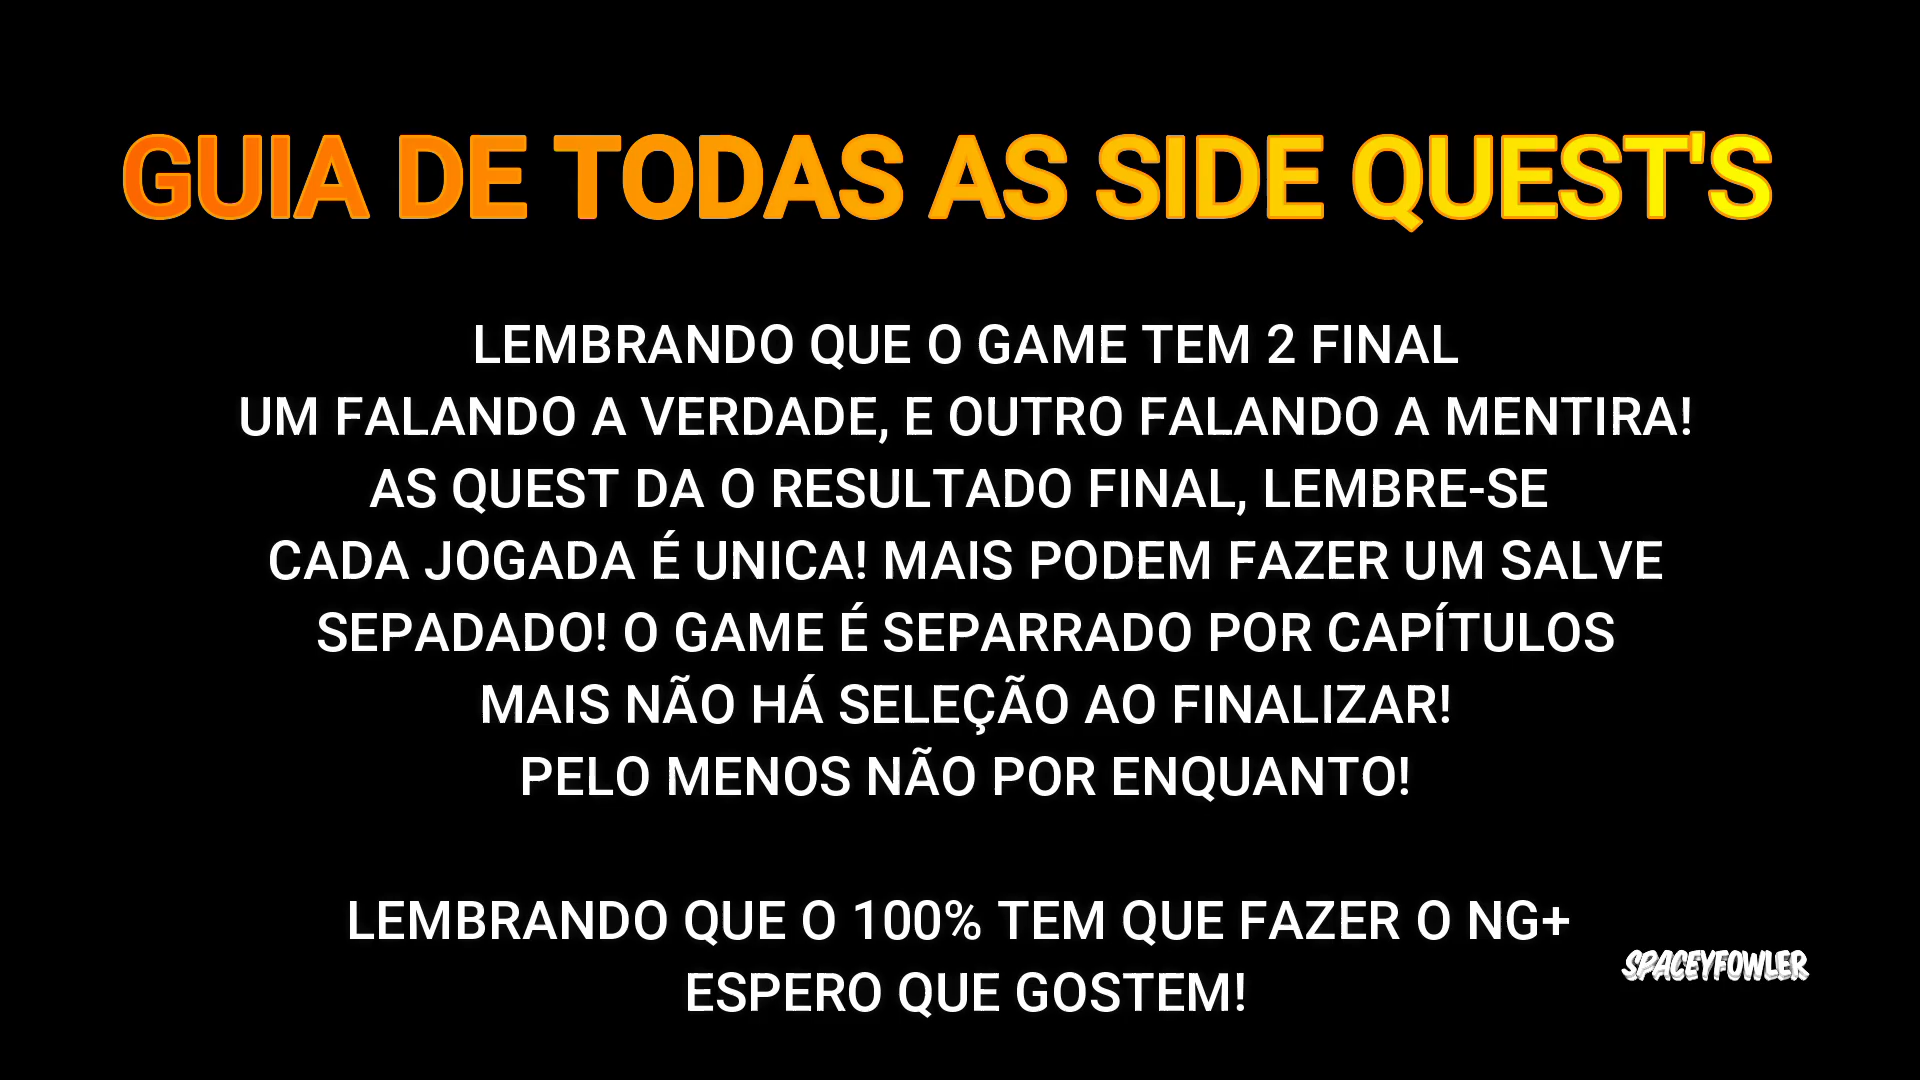 GUIA DE TODAS AS SIDE QUEST'S
LEMBRANDO QUE O GAME TEM 2 FINAL
UM FALANDO A VERDADE, E OUTRO FALANDO A MENTIRA!
AS QUEST DA O RESULTADO FINAL, LEMBRE-SE
CADA JOGADA É UNICA! MAIS PODEM FAZER UM SALVE
SEPADADO! O GAME É SEPARRADO POR CAPÍTULOS
MAIS NÃO HÁ SELEÇÃO AO FINALIZAR!
PELO MENOS NÃO POR ENQUANTO!
LEMBRANDO QUE O 100% TEM QUE FAZER O NG+
ESPERO QUE GOSTEM!
SPACEYFOWLER